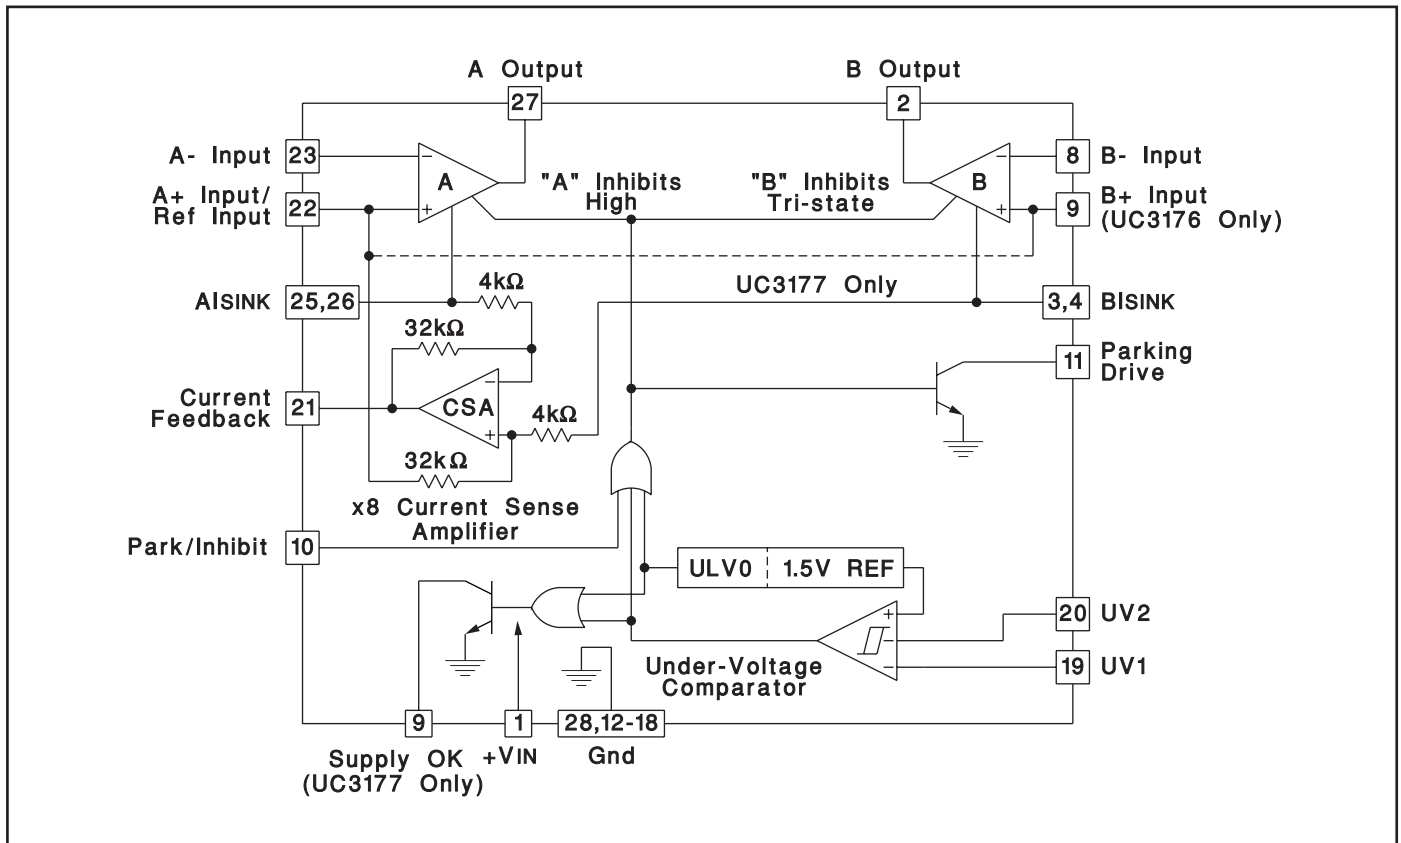 A Output
B Output
27
2
A- Input
23
−
A
"A" Inhibits
High
"B" Inhibits
Tri-state
B
−
8
B- Input
A+ Input/
Ref Input
22
+
+
9
B+ Input
(UC3176 Only)
4kΩ
UC3177 Only
AISINK
25,26
3,4
BISINK
32kΩ
11
Parking
Drive
Current
Feedback
21
−
CSA
+
4kΩ
32kΩ
x8 Current Sense
Amplifier
Park/Inhibit
10
ULV0
1.5V REF
+
−
−
20
UV2
19
UV1
Under-Voltage
Comparator
9
1
28,12-18
Supply OK
(UC3177 Only)
+VIN
Gnd